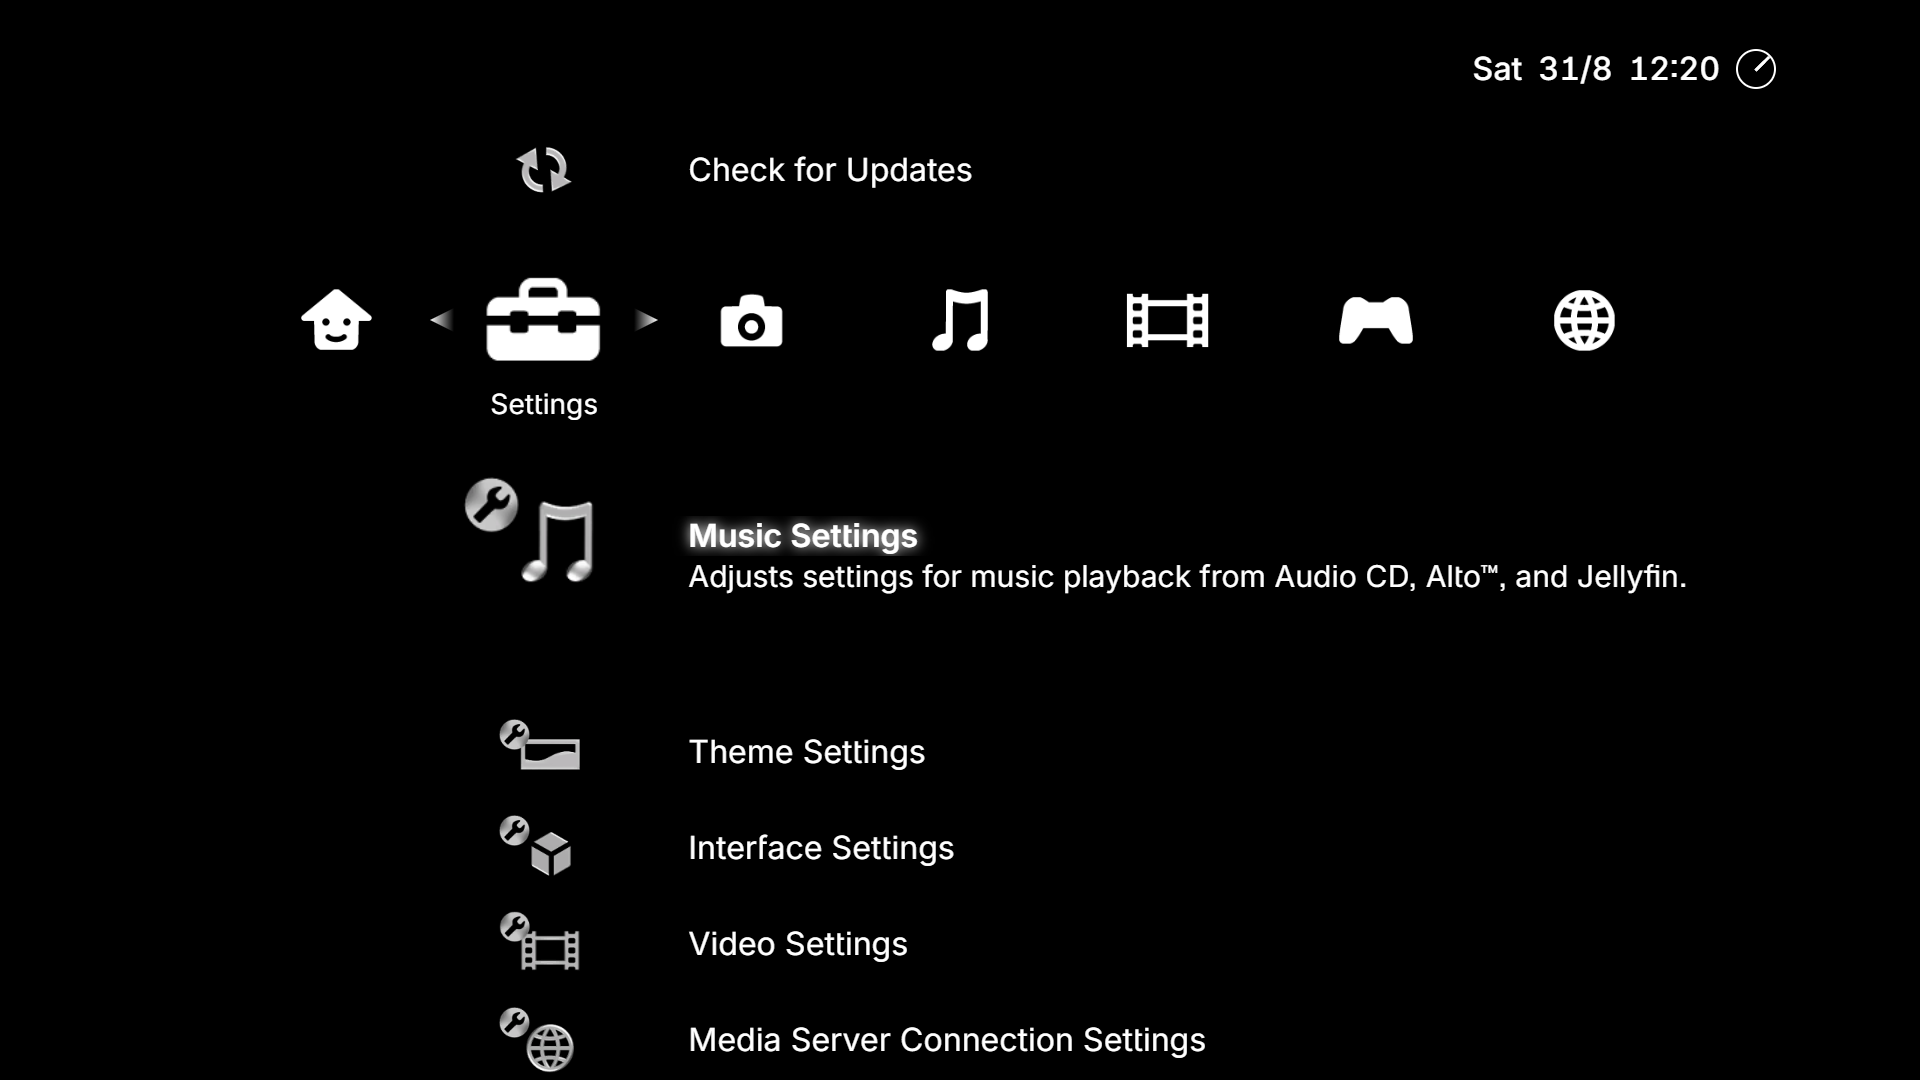 Sat 31/8 12:20
Check for Updates
Settings
Music Settings
Adjusts settings for music playback from Audio CD, Alto™, and Jellyfin.
Theme Settings
Interface Settings
Video Settings
Media Server Connection Settings